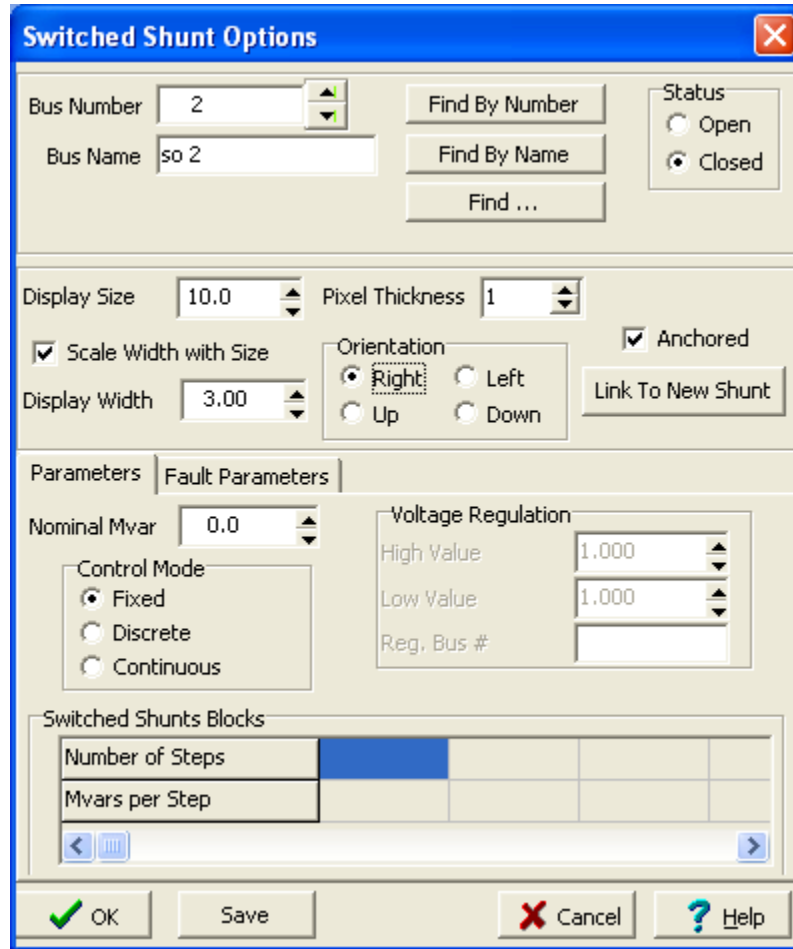 Switched Shunt Options
Bus Number 2
Find By Number
Status
Open
Closed
Bus Name so 2
Find By Name
Find ...
Display Size 10.0
Pixel Thickness 1
Anchored
Scale Width with Size
Orientation
Right
Left
Up
Down
Link To New Shunt
Display Width 3.00
Parameters
Fault Parameters
Nominal Mvar 0.0
Control Mode
Fixed
Discrete
Continuous
Voltage Regulation
High Value 1.000
Low Value 1.000
Reg. Bus #
Switched Shunts Blocks
Number of Steps
Mvars per Step
OK
Save
Cancel
Help